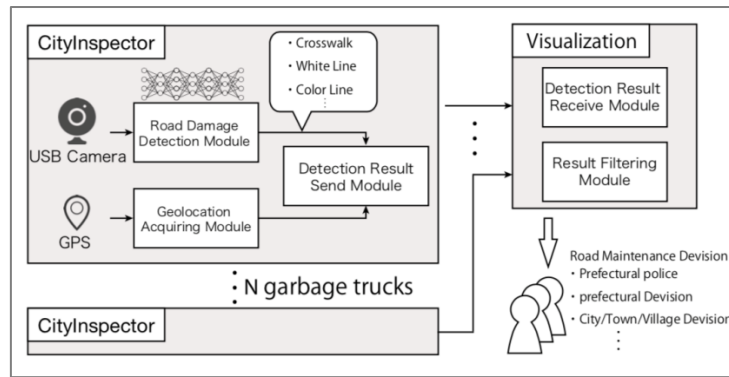 CityInspector
・ Crosswalk
・ White Line
・ Color Line
⋮
USB Camera
Road Damage
Detection Module
Detection Result
Send Module
GPS
Geolocation
Acquiring Module
⋮ N garbage trucks
CityInspector
⋮
Visualization
Detection Result
Receive Module
Result Filtering
Module
Road Maintenance Devision
・ Prefectural police
・ prefectural Devision
・ City/Town/Village Devision
⋮